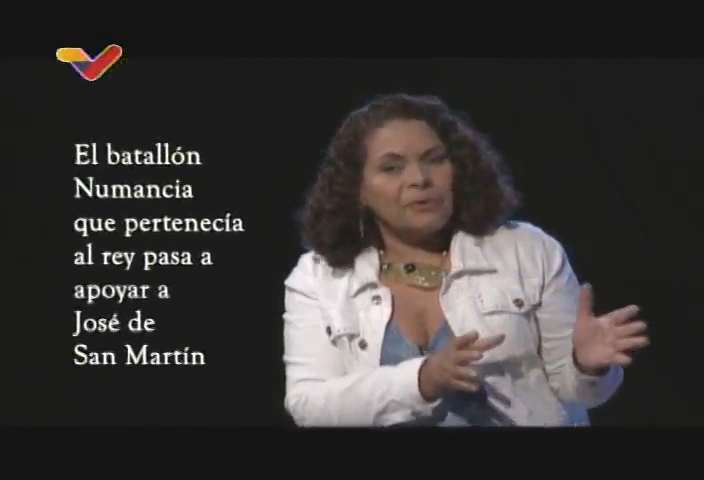 El batallón
Numancia
que pertenecía
al rey pasa a
apoyar a
José de
San Martín